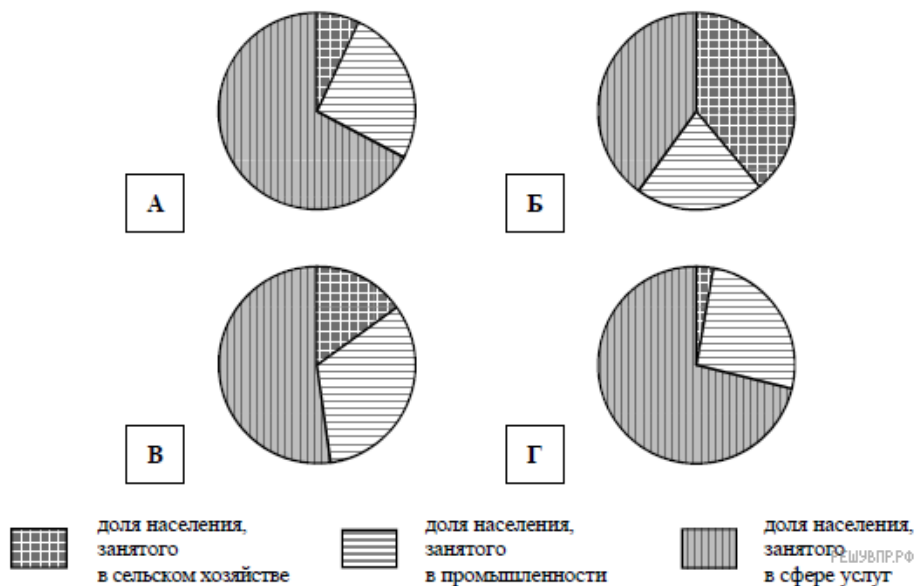 А
Б
В
Г
доля населения,
занятого
в сельском хозяйстве
доля населения,
занятого
в промышленности
доля населения,
занятого
в сфере услуг
РЕШУВПР.РФ